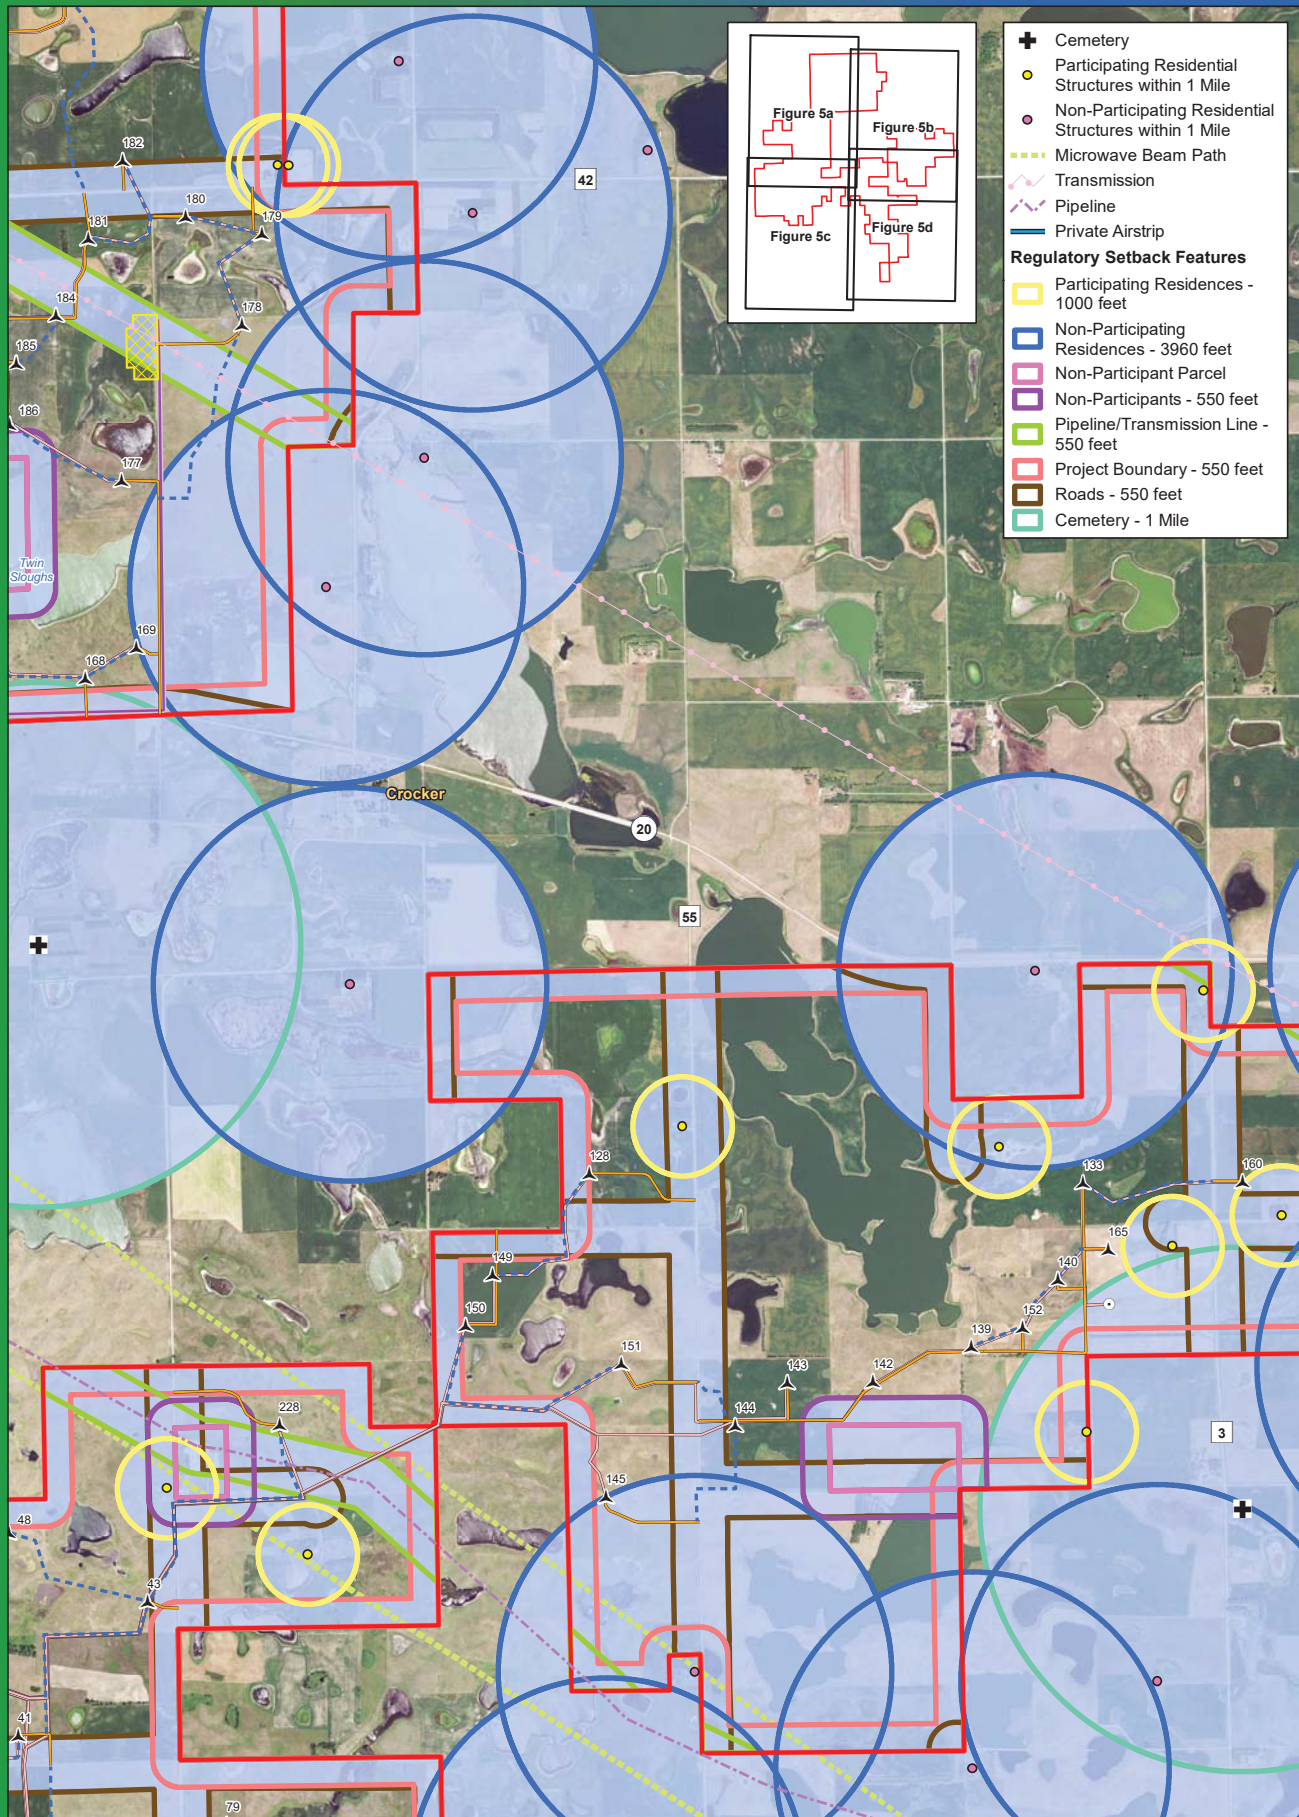 Figure 5a
Figure 5b
Figure 5c
Figure 5d
Cemetery
Participating Residential
Structures within 1 Mile
Non-Participating Residential
Structures within 1 Mile
Microwave Beam Path
Transmission
Pipeline
Private Airstrip
Regulatory Setback Features
Participating Residences -
1000 feet
Non-Participating
Residences - 3960 feet
Non-Participant Parcel
Non-Participants - 550 feet
Pipeline/Transmission Line -
550 feet
Project Boundary - 550 feet
Roads - 550 feet
Cemetery - 1 Mile
182
42
180
181
179
184
178
185
186
177
Twin
Sloughs
169
168
Crocker
20
55
128
133
160
165
149
140
150
152
139
151
143
142
228
144
3
145
48
43
41
79